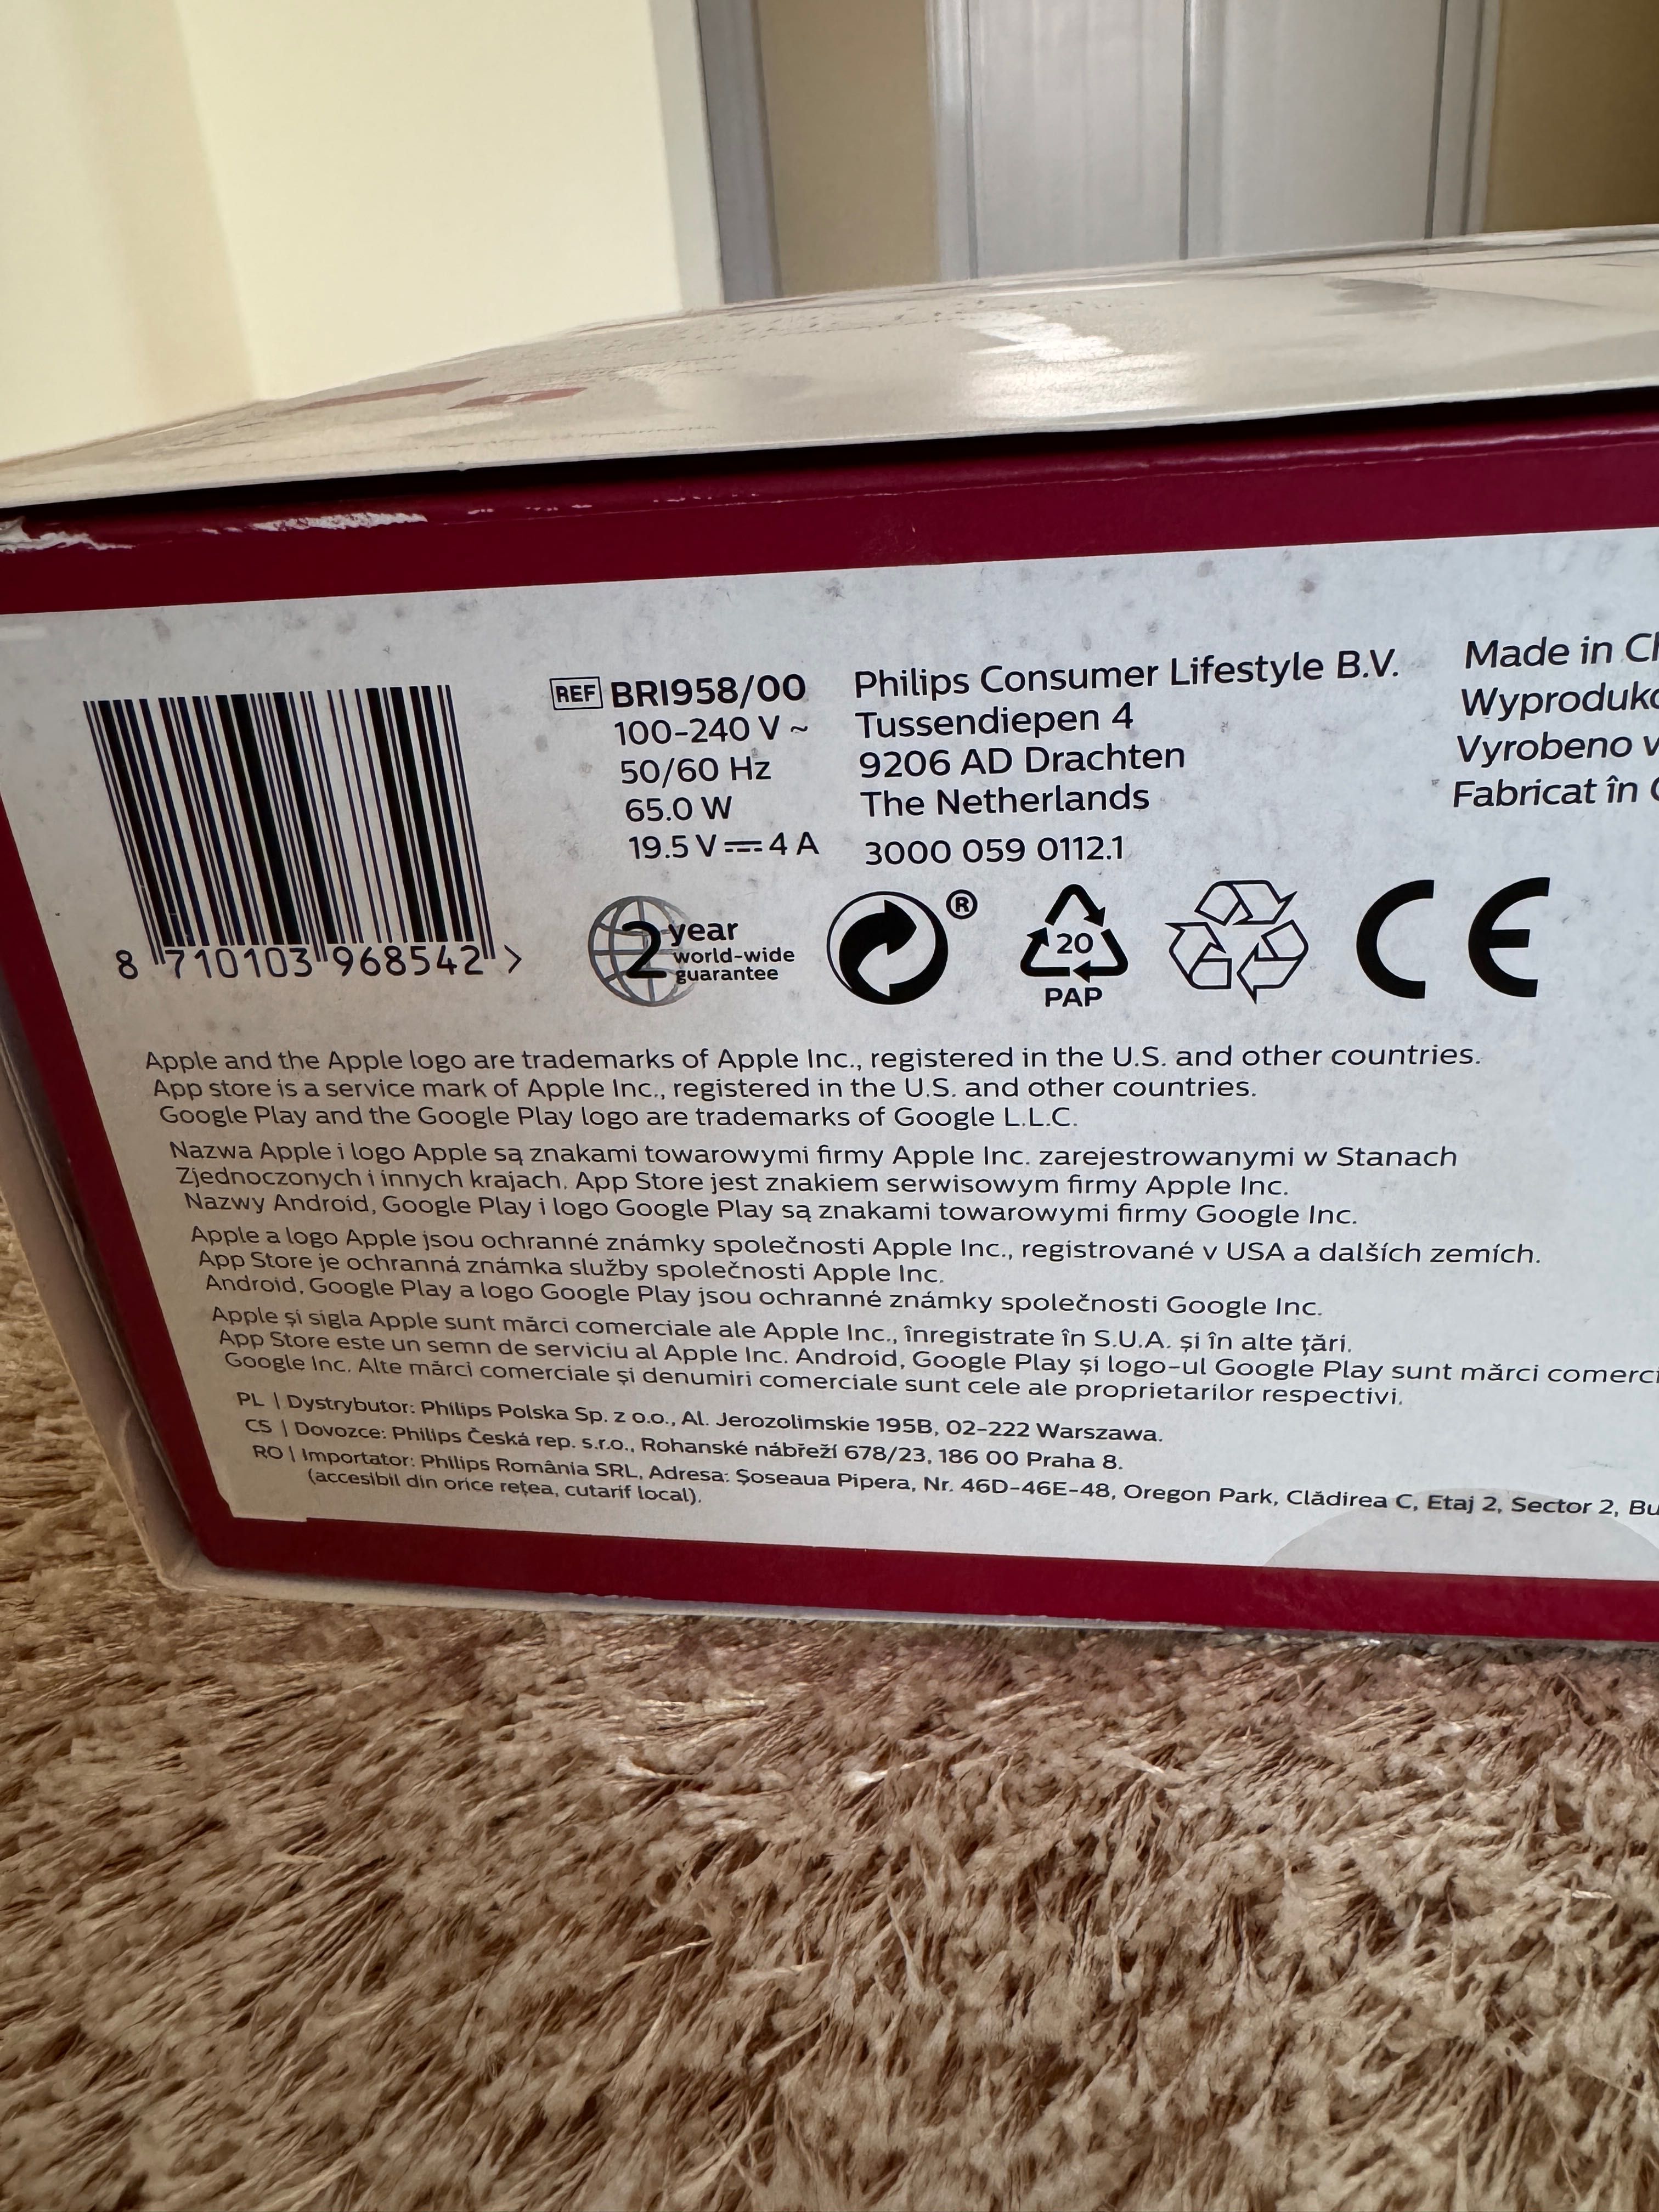 REF BRI958/00
100-240 V ~
50/60 Hz
65.0 W
19.5 V ⎓ 4 A
Philips Consumer Lifestyle B.V.
Tussendiepen 4
9206 AD Drachten
The Netherlands
3000 059 0112.1
Made in
Vyrobeno v
Fabricat în
8 710103 968542 >
2 year
world-wide
guarantee
®
20
PAP
CE
Apple and the Apple logo are trademarks of Apple Inc., registered in the U.S. and other countries.
App store is a service mark of Apple Inc., registered in the U.S. and other countries.
Google Play and the Google Play logo are trademarks of Google L.L.C.
Nazwa Apple i logo Apple są znakami towarowymi firmy Apple Inc. zarejestrowanymi w Stanach
Zjednoczonych i innych krajach. App Store jest znakiem serwisowym firmy Apple Inc.
Nazwy Android, Google Play i logo Google Play są znakami towarowymi firmy Google Inc.
Apple a logo Apple jsou ochranné známky společnosti Apple Inc., registrované v USA a dalších zemích.
App Store je ochranná známka služby společnosti Apple Inc.
Android, Google Play a logo Google Play jsou ochranné známky společnosti Google Inc.
Apple și sigla Apple sunt mărci comerciale ale Apple Inc., înregistrate în S.U.A. și în alte țări.
App Store este un semn de serviciu al Apple Inc. Android, Google Play și logo-ul Google Play sunt mărci
Google Inc. Alte mărci comerciale și denumiri comerciale sunt cele ale proprietarilor respectivi.
PL | Dystrybutor: Philips Polska Sp. z o.o., Al. Jerozolimskie 195B, 02-222 Warszawa.
CS | Dovozce: Philips Česká rep. s.r.o., Rohanské nábřeží 678/23, 186 00 Praha 8.
RO | Importator: Philips România SRL, Adresa: Șoseaua Pipera, Nr. 46D-46E-48, Oregon Park, Clădirea C, Etaj 2, Sector 2,
(accesibil din orice rețea, cutarif local).